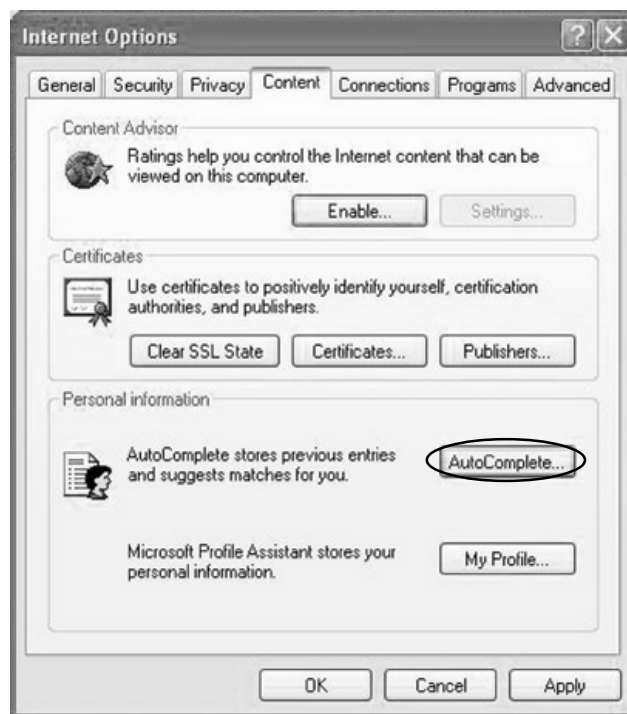 Internet Options
General Security Privacy Content Connections Programs Advanced
Content Advisor
Ratings help you control the Internet content that can be
viewed on this computer.
Enable... Settings...
Certificates
Use certificates to positively identify yourself, certification
authorities, and publishers.
Clear SSL State Certificates... Publishers...
Personal information
AutoComplete stores previous entries
and suggests matches for you.
AutoComplete...
Microsoft Profile Assistant stores your
personal information.
My Profile...
OK Cancel Apply